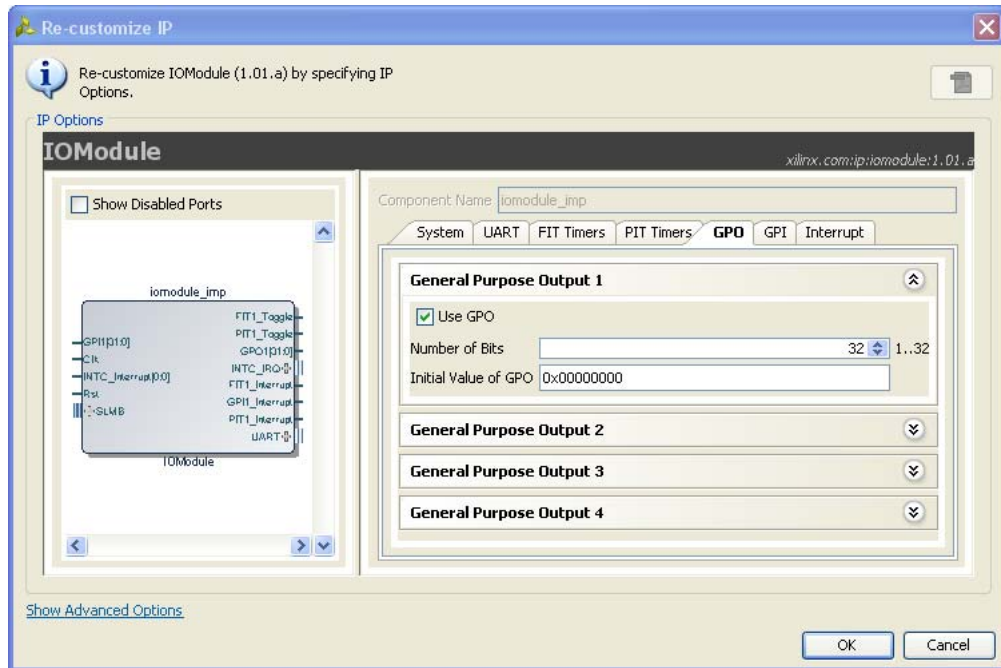 Re-customize IP
Re-customize IOModule (1.01.a) by specifying IP
Options.
IP Options
IOModule
xilinx.com:ip:iomodule:1.01.a
Show Disabled Ports
Component Name iomodule_imp
System UART FIT Timers PIT Timers GPO GPI Interrupt
General Purpose Output 1
Use GPO
Number of Bits 32 1..32
Initial Value of GPO 0x00000000
General Purpose Output 2
General Purpose Output 3
General Purpose Output 4
iomodule_imp
GPI1[31:0]
Clk
INTC_Interrupt[0:0]
Rst
SLMB
FIT1_Toggle
PIT1_Toggle
GPO1[31:0]
INTC_IRQ
FIT1_Interrupt
GPI1_Interrupt
PIT1_Interrupt
UART
IOModule
Show Advanced Options
OK Cancel